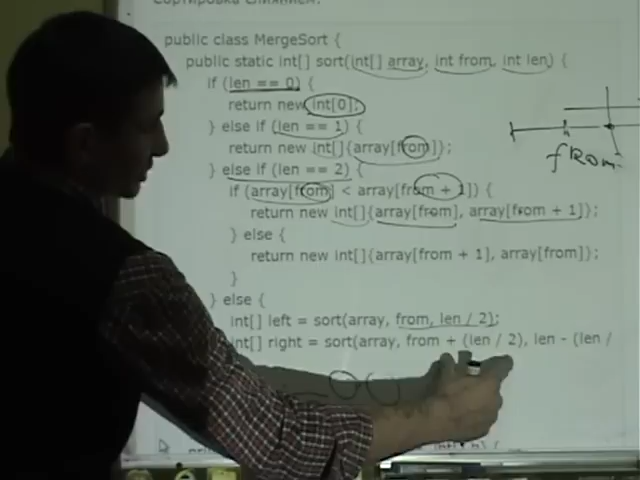 Сортировка слиянием.
public class MergeSort {
public static int[] sort(int[] array, int from, int len) {
if (len == 0) {
return new int[0];
} else if (len == 1) {
return new int[]{array[from]};
} else if (len == 2) {
if (array[from] < array[from + 1]) {
return new int[]{array[from], array[from + 1]};
} else {
return new int[]{array[from + 1], array[from]};
}
} else {
int[] left = sort(array, from, len / 2);
int[] right = sort(array, from + (len / 2), len - (len /
from